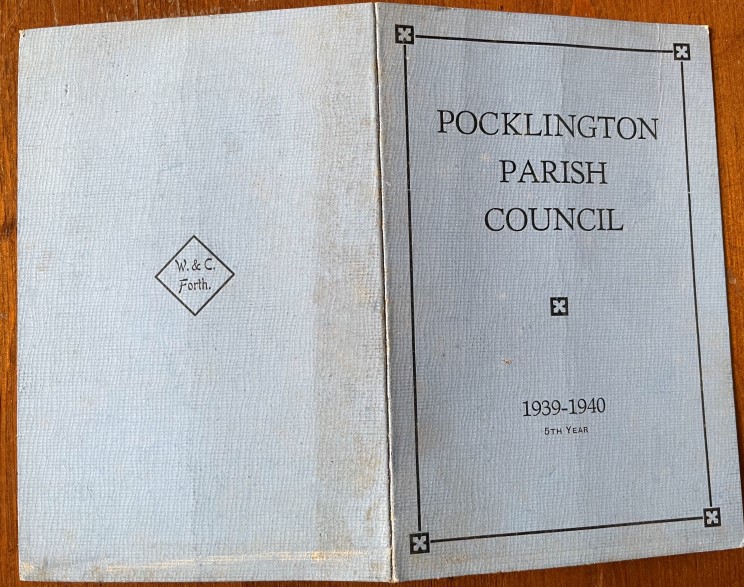 W. & C.
Forth.
POCKLINGTON
PARISH
COUNCIL
1939-1940
5TH YEAR